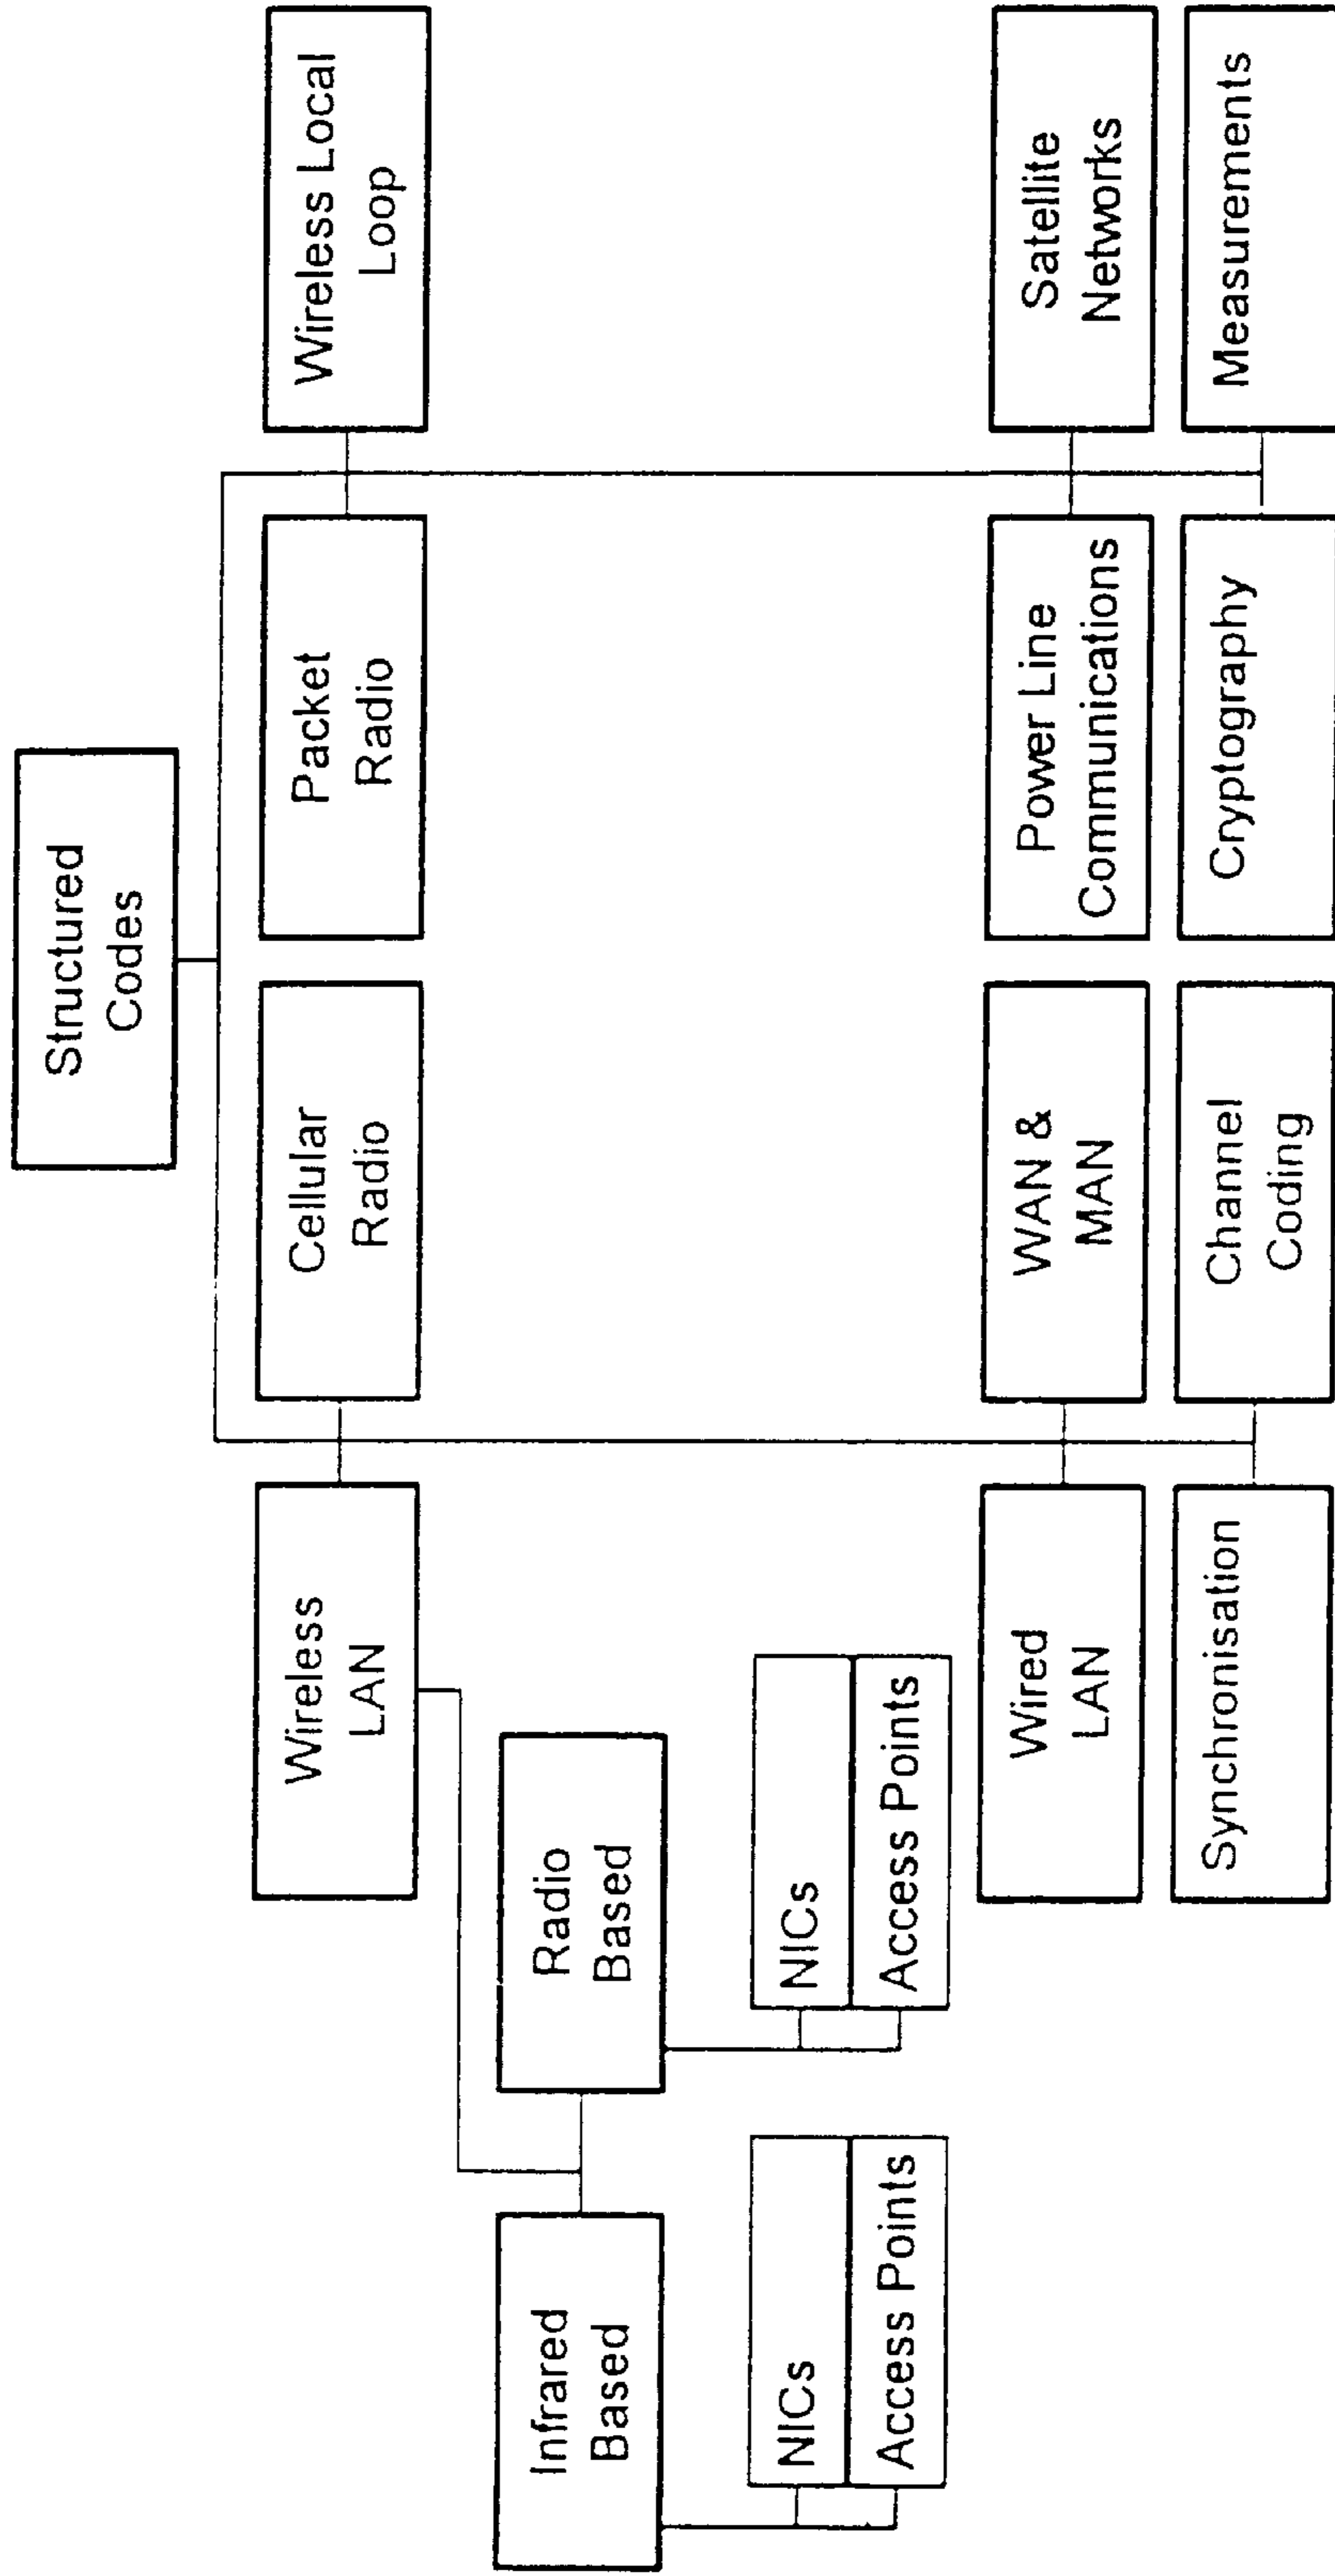 Structured
Codes
Wireless
LAN
Cellular
Radio
Packet
Radio
Wireless Local
Loop
Infrared
Based
Radio
Based
NICs
Access Points
NICs
Access Points
Wired
LAN
WAN &
MAN
Power Line
Communications
Satellite
Networks
Synchronisation
Channel
Coding
Cryptography
Measurements